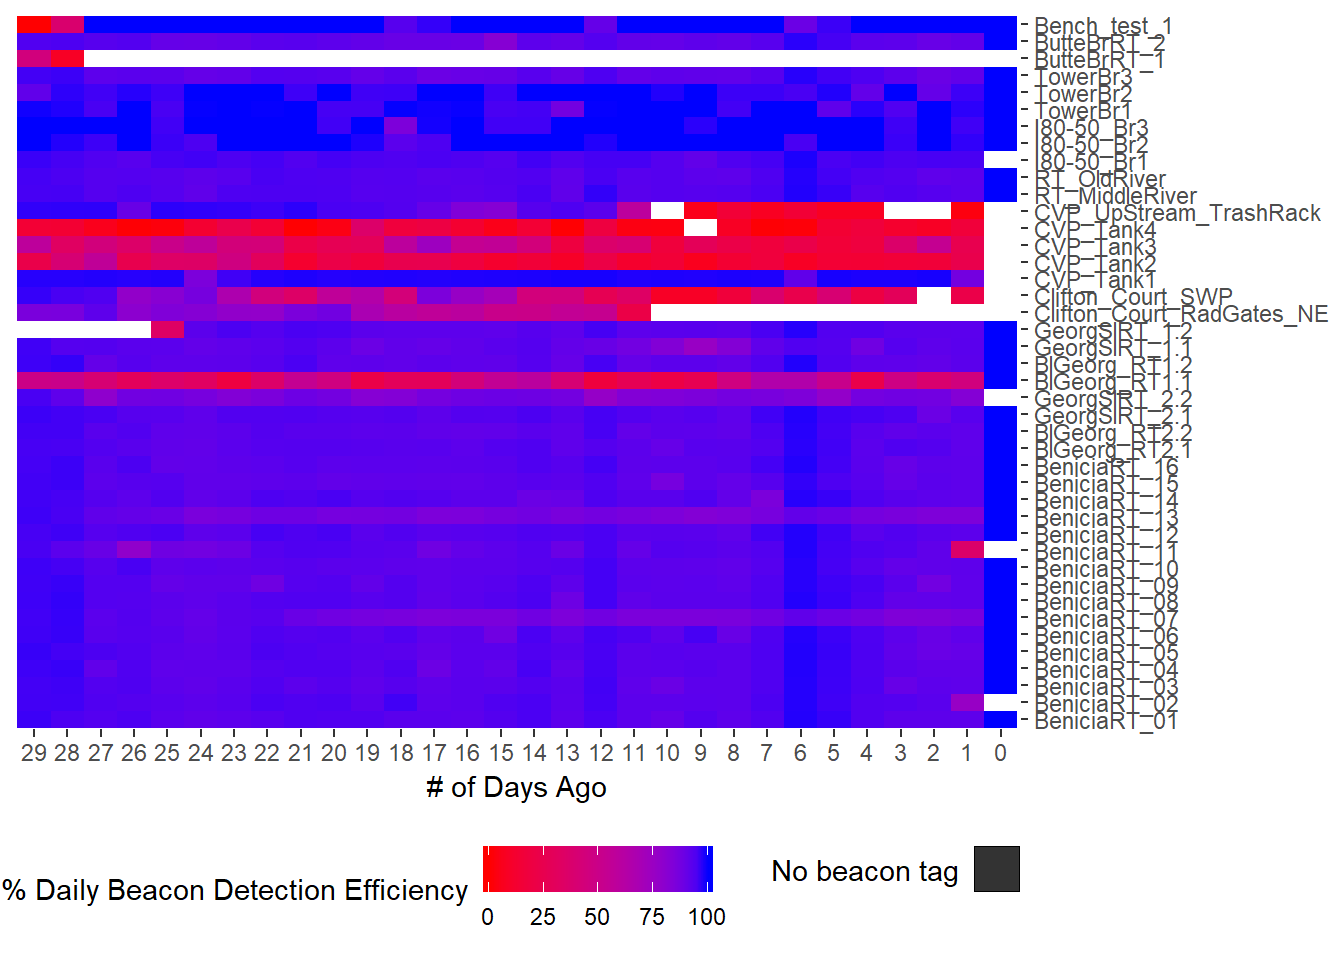 Bench_test_1
ButteBrRT_2
ButteBrRT_1
TowerBr3
TowerBr2
TowerBr1
I80-50_Br3
I80-50_Br2
I80-50_Br1
RT_OldRiver
RT_MiddleRiver
CVP_UpStream_TrashRack
CVP_Tank4
CVP_Tank3
CVP_Tank2
CVP_Tank1
Clifton_Court_SWP
Clifton_Court_RadGates_NE
GeorgSlRT_1.2
GeorgSlRT_1.1
BlGeorg_RT1.2
BlGeorg_RT1.1
GeorgSlRT_2.2
GeorgSlRT_2.1
BlGeorg_RT2.2
BlGeorg_RT2.1
BeniciaRT_16
BeniciaRT_15
BeniciaRT_14
BeniciaRT_13
BeniciaRT_12
BeniciaRT_11
BeniciaRT_10
BeniciaRT_09
BeniciaRT_08
BeniciaRT_07
BeniciaRT_06
BeniciaRT_05
BeniciaRT_04
BeniciaRT_03
BeniciaRT_02
BeniciaRT_01
29 28 27 26 25 24 23 22 21 20 19 18 17 16 15 14 13 12 11 10 9 8 7 6 5 4 3 2 1 0
# of Days Ago
% Daily Beacon Detection Efficiency
0 25 50 75 100
No beacon tag